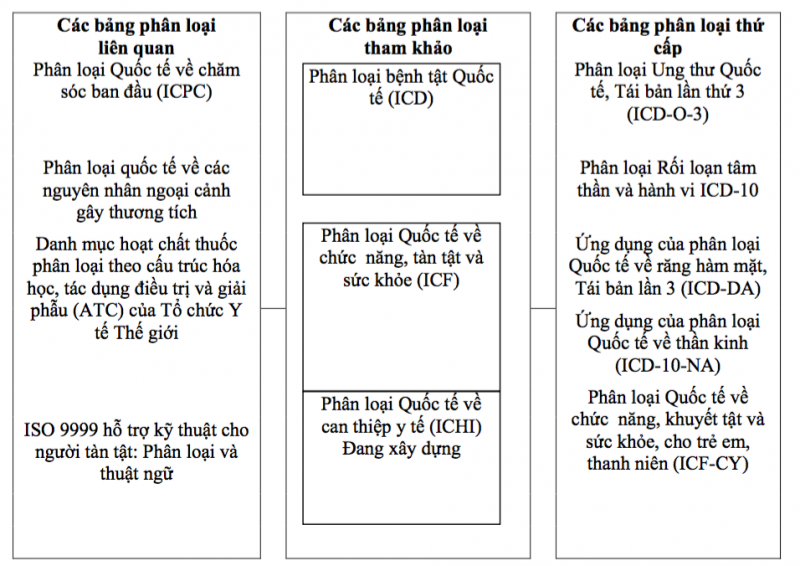 Các bảng phân loại
liên quan
Phân loại Quốc tế về chăm
sóc ban đầu (ICPC)
Phân loại quốc tế về các
nguyên nhân ngoại cảnh
gây thương tích
Danh mục hoạt chất thuốc
phân loại theo cấu trúc hóa
học, tác dụng điều trị và giải
phẫu (ATC) của Tổ chức Y
tế Thế giới
ISO 9999 hỗ trợ kỹ thuật cho
người tàn tật: Phân loại và
thuật ngữ
Các bảng phân loại
tham khảo
Phân loại bệnh tật Quốc
tế (ICD)
Phân loại Quốc tế về
chức năng, tàn tật và
sức khỏe (ICF)
Phân loại Quốc tế về
can thiệp y tế (ICHI)
Đang xây dựng
Các bảng phân loại thứ
cấp
Phân loại Ung thư Quốc
tế, Tái bản lần thứ 3
(ICD-O-3)
Phân loại Rối loạn tâm
thần và hành vi ICD-10
Ứng dụng của phân loại
Quốc tế về răng hàm mặt,
Tái bản lần 3 (ICD-DA)
Ứng dụng của phân loại
Quốc tế về thần kinh
(ICD-10-NA)
Phân loại Quốc tế về
chức năng, khuyết tật và
sức khỏe, cho trẻ em,
thanh niên (ICF-CY)